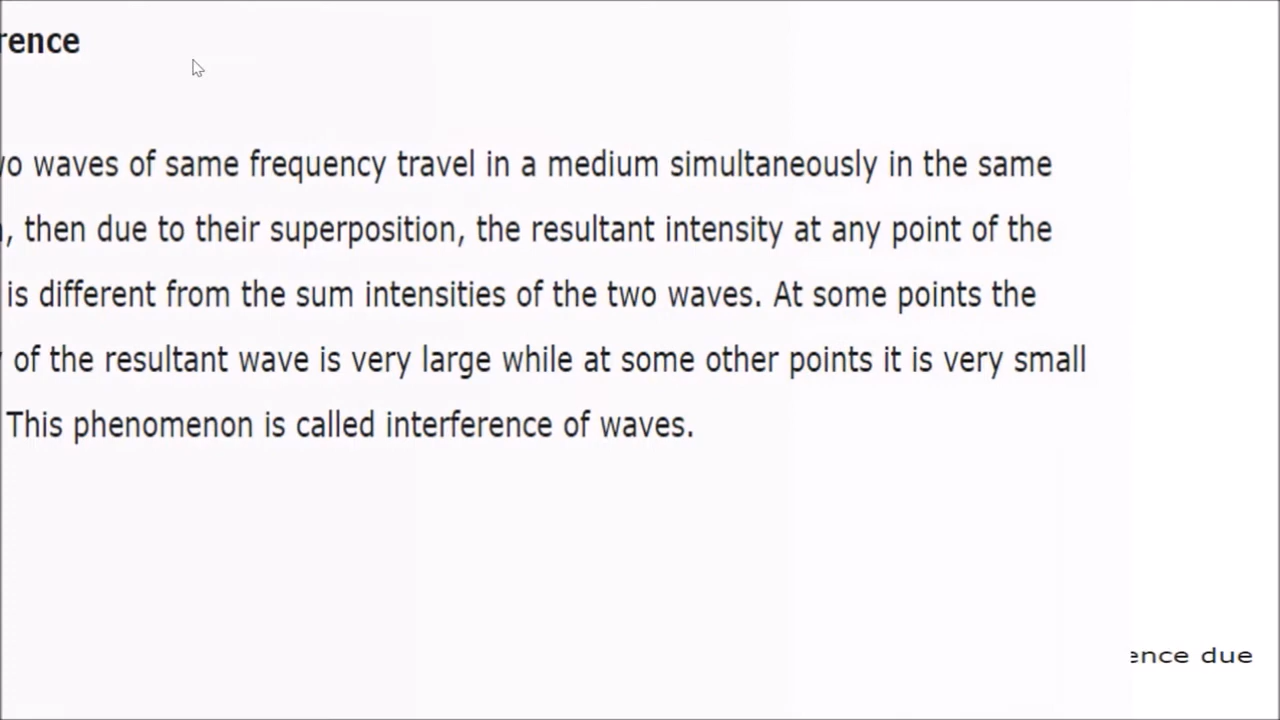 rence
wo waves of same frequency travel in a medium simultaneously in the same
, then due to their superposition, the resultant intensity at any point of the
is different from the sum intensities of the two waves. At some points the
of the resultant wave is very large while at some other points it is very small
This phenomenon is called interference of waves.
ence due